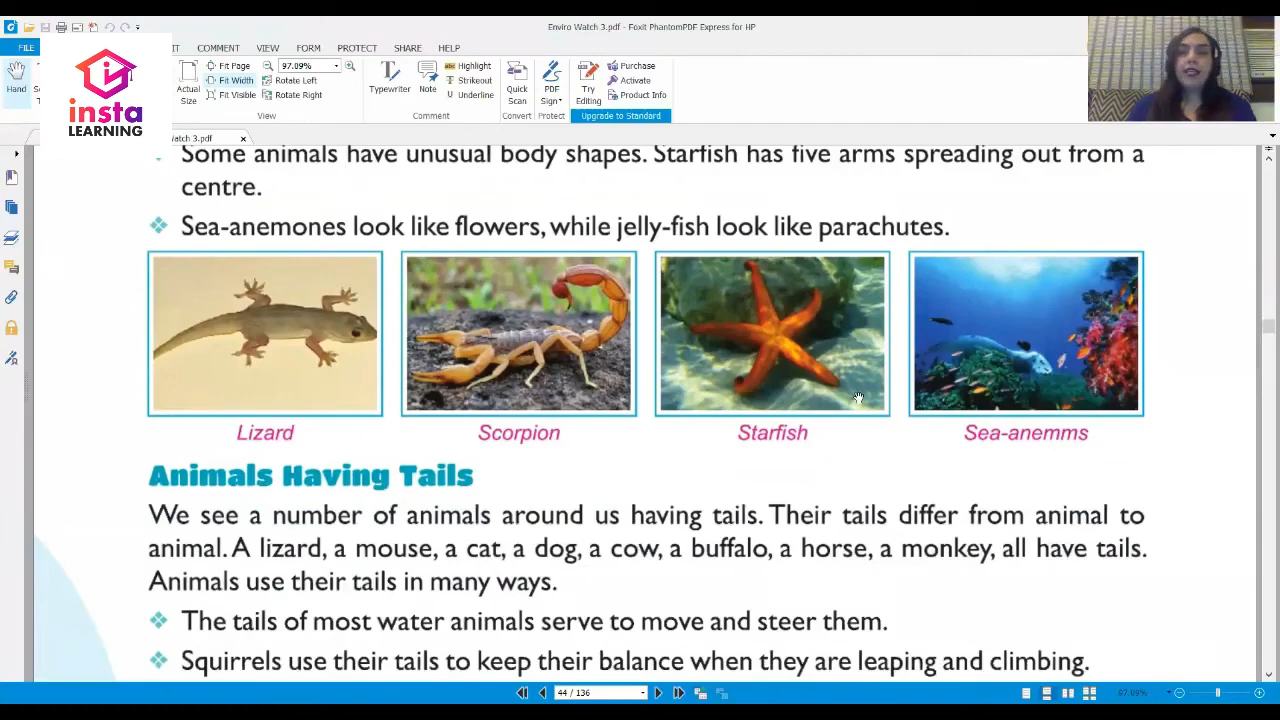 Enviro Watch 3.pdf - Foxit PhantomPDF Express for HP
FILE
COMMENT VIEW FORM PROTECT SHARE HELP
Hand
Actual Size
Fit Page
Fit Width
Fit Visible
97.09%
Rotate Left
Rotate Right
View
Typewriter
Note
Highlight
Strikeout
Underline
Comment
Quick Scan
Convert
PDF Sign
Protect
Try Editing
Purchase
Activate
Product Info
Upgrade to Standard
insta
LEARNING
Watch 3.pdf
Some animals have unusual body shapes. Starfish has five arms spreading out from a
centre.
Sea-anemones look like flowers, while jelly-fish look like parachutes.
Lizard
Scorpion
Starfish
Sea-anemms
Animals Having Tails
We see a number of animals around us having tails. Their tails differ from animal to
animal. A lizard, a mouse, a cat, a dog, a cow, a buffalo, a horse, a monkey, all have tails.
Animals use their tails in many ways.
The tails of most water animals serve to move and steer them.
Squirrels use their tails to keep their balance when they are leaping and climbing.
44 / 136
97.09%